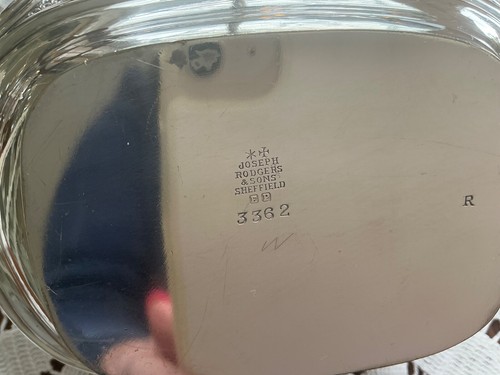 JOSEPH
RODGERS
& SONS
SHEFFIELD
3362
R